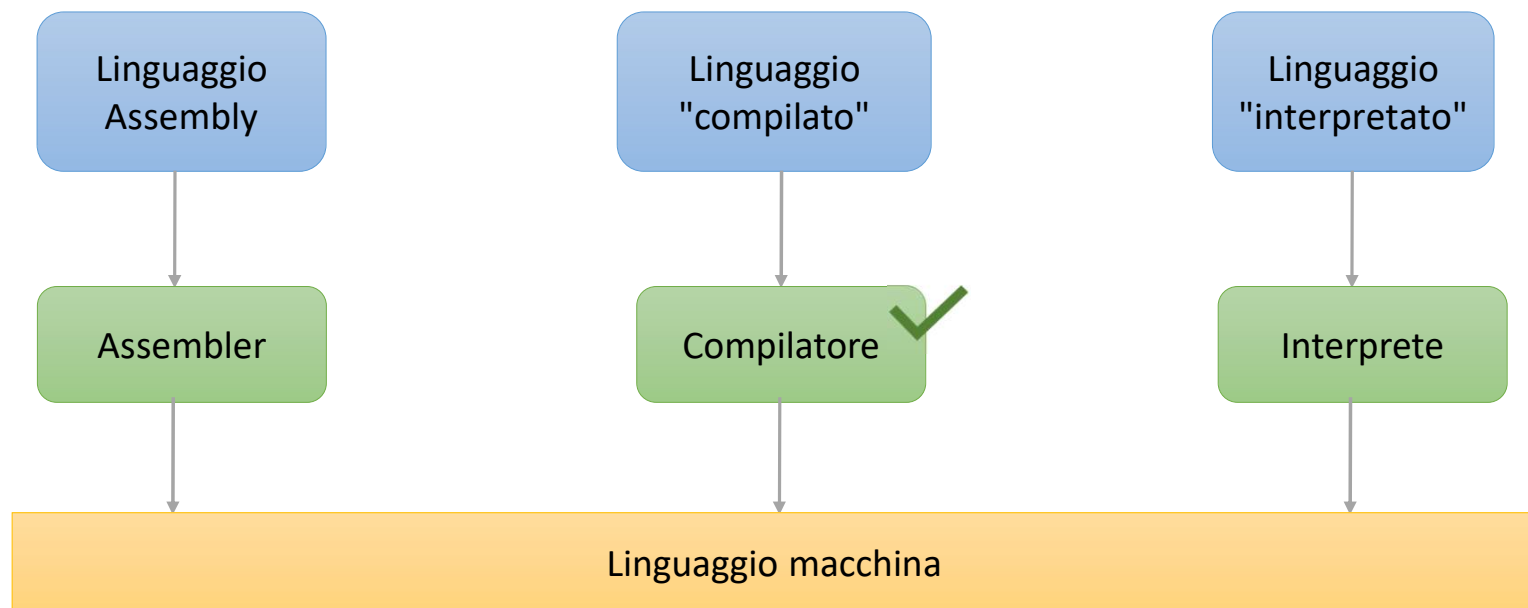 Linguaggio
Assembly
Linguaggio
"compilato"
Linguaggio
"interpretato"
Assembler
Compilatore
Interprete
Linguaggio macchina